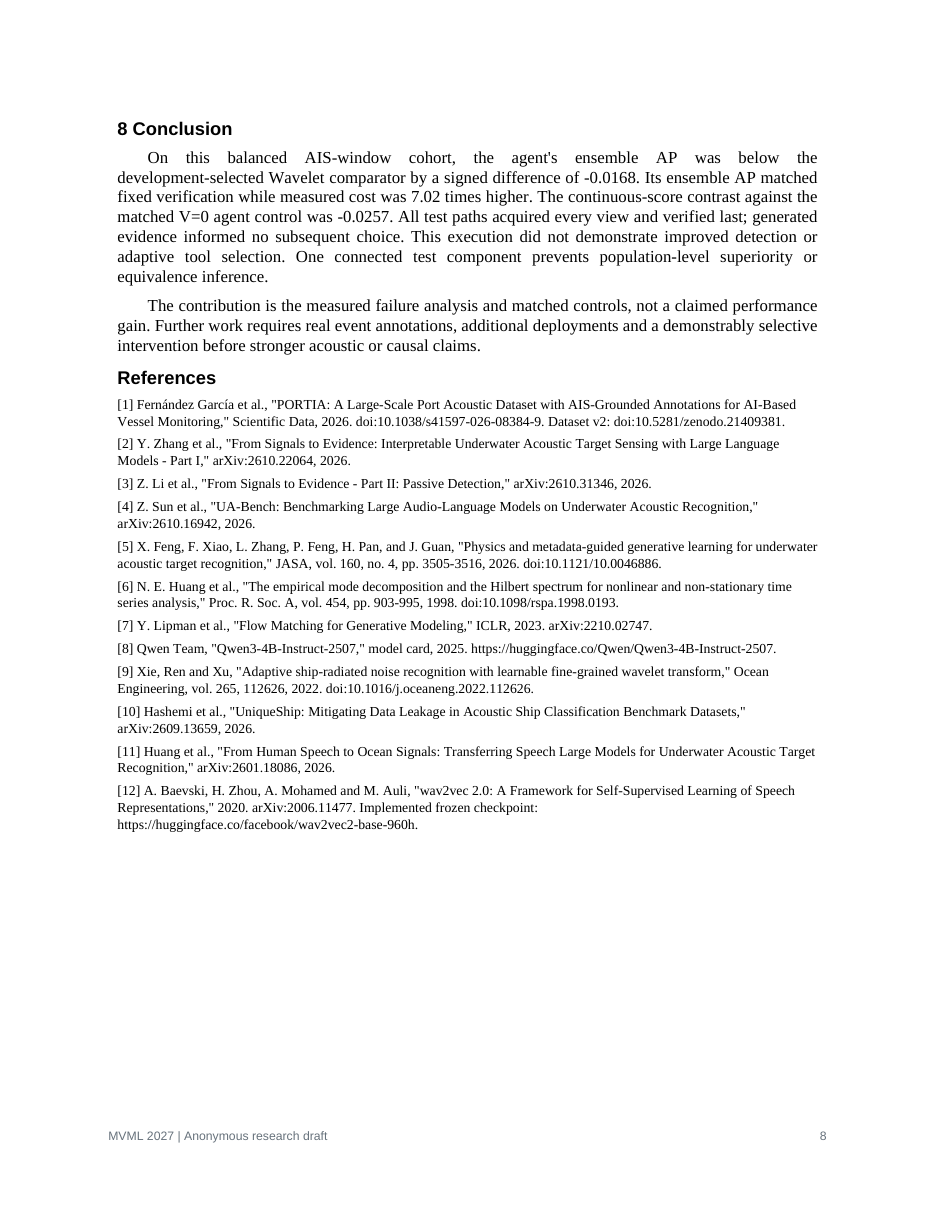 8 Conclusion
On this balanced AIS-window cohort, the agent's ensemble AP was below the
development-selected Wavelet comparator by a signed difference of -0.0168. Its ensemble AP matched
fixed verification while measured cost was 7.02 times higher. The continuous-score contrast against the
matched V=0 agent control was -0.0257. All test paths acquired every view and verified last; generated
evidence informed no subsequent choice. This execution did not demonstrate improved detection or
adaptive tool selection. One connected test component prevents population-level superiority or
equivalence inference.
The contribution is the measured failure analysis and matched controls, not a claimed performance
gain. Further work requires real event annotations, additional deployments and a demonstrably selective
intervention before stronger acoustic or causal claims.
References
[1] Fernández García et al., "PORTIA: A Large-Scale Port Acoustic Dataset with AIS-Grounded Annotations for AI-Based
Vessel Monitoring," Scientific Data, 2026. doi:10.1038/s41597-026-08384-9. Dataset v2: doi:10.5281/zenodo.21409381.
[2] Y. Zhang et al., "From Signals to Evidence: Interpretable Underwater Acoustic Target Sensing with Large Language
Models - Part I," arXiv:2610.22064, 2026.
[3] Z. Li et al., "From Signals to Evidence - Part II: Passive Detection," arXiv:2610.31346, 2026.
[4] Z. Sun et al., "UA-Bench: Benchmarking Large Audio-Language Models on Underwater Acoustic Recognition,"
arXiv:2610.16942, 2026.
[5] X. Feng, F. Xiao, L. Zhang, P. Feng, H. Pan, and J. Guan, "Physics and metadata-guided generative learning for underwater
acoustic target recognition," JASA, vol. 160, no. 4, pp. 3505-3516, 2026. doi:10.1121/10.0046886.
[6] N. E. Huang et al., "The empirical mode decomposition and the Hilbert spectrum for nonlinear and non-stationary time
series analysis," Proc. R. Soc. A, vol. 454, pp. 903-995, 1998. doi:10.1098/rspa.1998.0193.
[7] Y. Lipman et al., "Flow Matching for Generative Modeling," ICLR, 2023. arXiv:2210.02747.
[8] Qwen Team, "Qwen3-4B-Instruct-2507," model card, 2025. https://huggingface.co/Qwen/Qwen3-4B-Instruct-2507.
[9] Xie, Ren and Xu, "Adaptive ship-radiated noise recognition with learnable fine-grained wavelet transform," Ocean
Engineering, vol. 265, 112626, 2022. doi:10.1016/j.oceaneng.2022.112626.
[10] Hashemi et al., "UniqueShip: Mitigating Data Leakage in Acoustic Ship Classification Benchmark Datasets,"
arXiv:2609.13659, 2026.
[11] Huang et al., "From Human Speech to Ocean Signals: Transferring Speech Large Models for Underwater Acoustic Target
Recognition," arXiv:2601.18086, 2026.
[12] A. Baevski, H. Zhou, A. Mohamed and M. Auli, "wav2vec 2.0: A Framework for Self-Supervised Learning of Speech
Representations," 2020. arXiv:2006.11477. Implemented frozen checkpoint:
https://huggingface.co/facebook/wav2vec2-base-960h.
MVML 2027 | Anonymous research draft
8